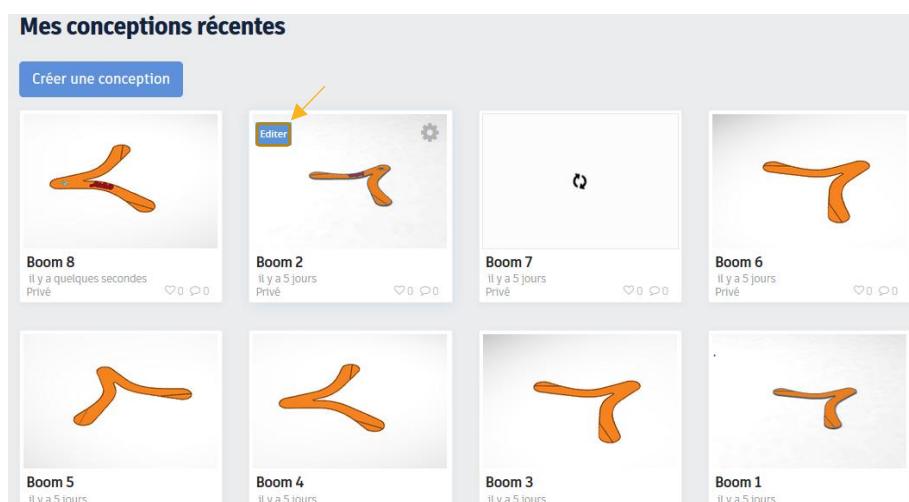 Mes conceptions récentes
Créer une conception
Editer
Boom 8
il y a quelques secondes
Privé
0 0
Boom 2
il y a 5 jours
Privé
0 0
Boom 7
il y a 5 jours
Privé
0 0
Boom 6
il y a 5 jours
Privé
0 0
Boom 5
il y a 5 jours
Boom 4
il y a 5 jours
Boom 3
il y a 5 jours
Boom 1
il y a 5 jours